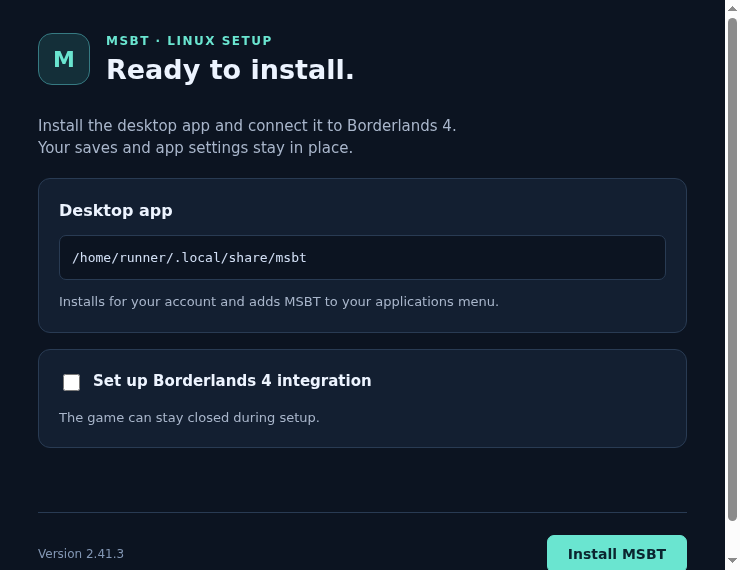 M
MSBT · LINUX SETUP
Ready to install.
Install the desktop app and connect it to Borderlands 4.
Your saves and app settings stay in place.
Desktop app
/home/runner/.local/share/msbt
Installs for your account and adds MSBT to your applications menu.
Set up Borderlands 4 integration
The game can stay closed during setup.
Version 2.41.3
Install MSBT